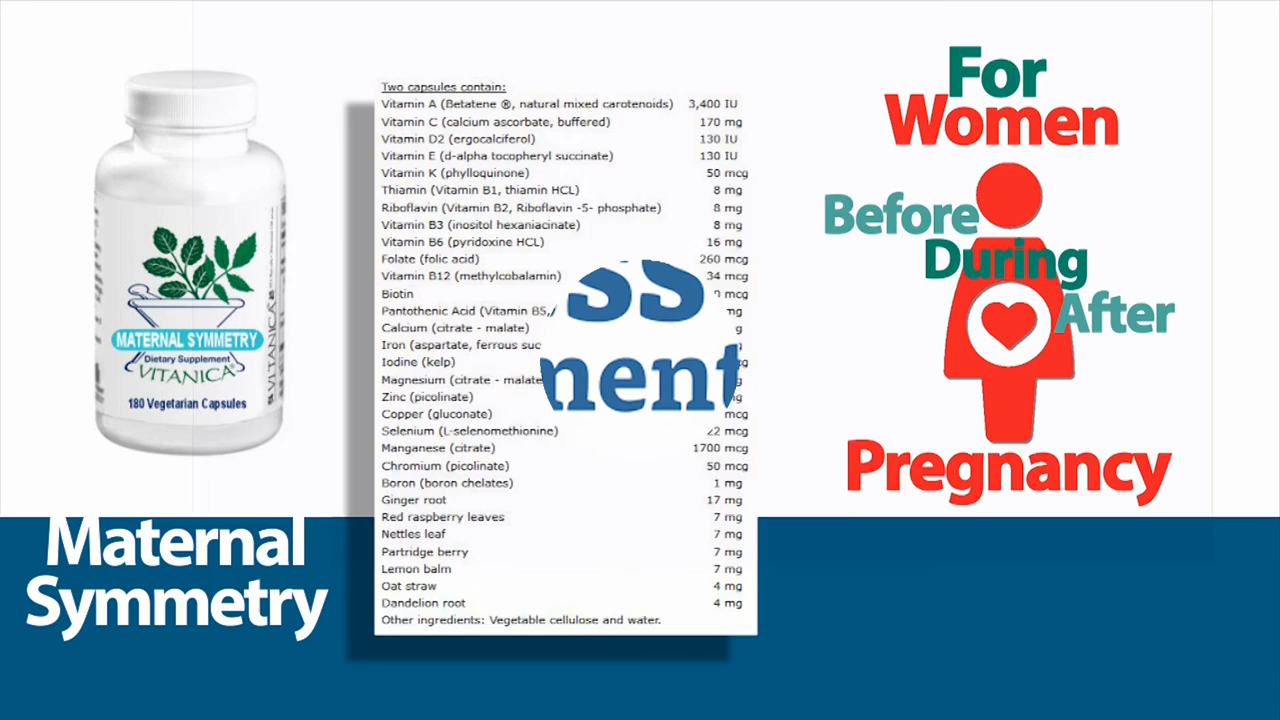 MATERNAL SYMMETRY
Dietary Supplement
VITANICA®
180 Vegetarian Capsules
VITANICA
Maternal
Symmetry
Two capsules contain:
Vitamin A (Betatene ®, natural mixed carotenoids) 3,400 IU
Vitamin C (calcium ascorbate, buffered) 170 mg
Vitamin D2 (ergocalciferol) 130 IU
Vitamin E (d-alpha tocopheryl succinate) 130 IU
Vitamin K (phylloquinone) 50 mcg
Thiamin (Vitamin B1, thiamin HCL) 8 mg
Riboflavin (Vitamin B2, Riboflavin -5- phosphate) 8 mg
Vitamin B3 (inositol hexaniacinate) 8 mg
Vitamin B6 (pyridoxine HCL) 16 mg
Folate (folic acid) 260 mcg
Vitamin B12 (methylcobalamin) 34 mcg
Biotin mcg
Pantothenic Acid (Vitamin B5, mg
Calcium (citrate - malate)
Iron (aspartate, ferrous suc
Iodine (kelp)
Magnesium (citrate - malate
Zinc (picolinate)
Copper (gluconate) mcg
Selenium (L-selenomethionine) 22 mcg
Manganese (citrate) 1700 mcg
Chromium (picolinate) 50 mcg
Boron (boron chelates) 1 mg
Ginger root 17 mg
Red raspberry leaves 7 mg
Nettles leaf 7 mg
Partridge berry 7 mg
Lemon balm 7 mg
Oat straw 4 mg
Dandelion root 4 mg
Other ingredients: Vegetable cellulose and water.
ss
ment
For
Women
Before
During
After
Pregnancy